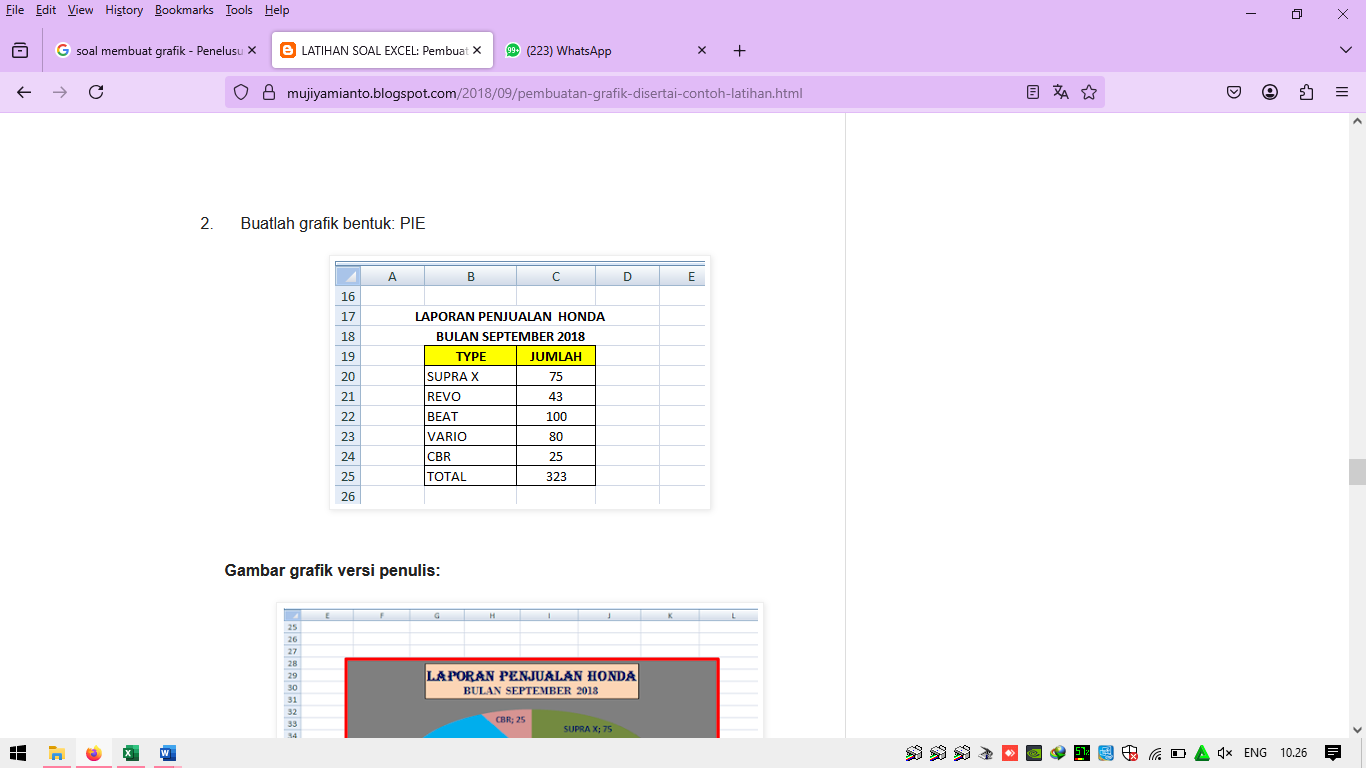 File Edit View History Bookmarks Tools Help
soal membuat grafik - Penelusu
LATIHAN SOAL EXCEL: Pembuat
99+ (223) WhatsApp
mujiyamianto.blogspot.com/2018/09/pembuatan-grafik-disertai-contoh-latihan.html
2. Buatlah grafik bentuk: PIE
A B C D E
16
17 LAPORAN PENJUALAN HONDA
18 BULAN SEPTEMBER 2018
19 TYPE JUMLAH
20 SUPRA X 75
21 REVO 43
22 BEAT 100
23 VARIO 80
24 CBR 25
25 TOTAL 323
26
Gambar grafik versi penulis:
E F G H I J K L
25
26
27
28
29 LAPORAN PENJUALAN HONDA
30 BULAN SEPTEMBER 2018
31
32 CBR; 25
33 SUPRA X; 75
34
ENG 10.26